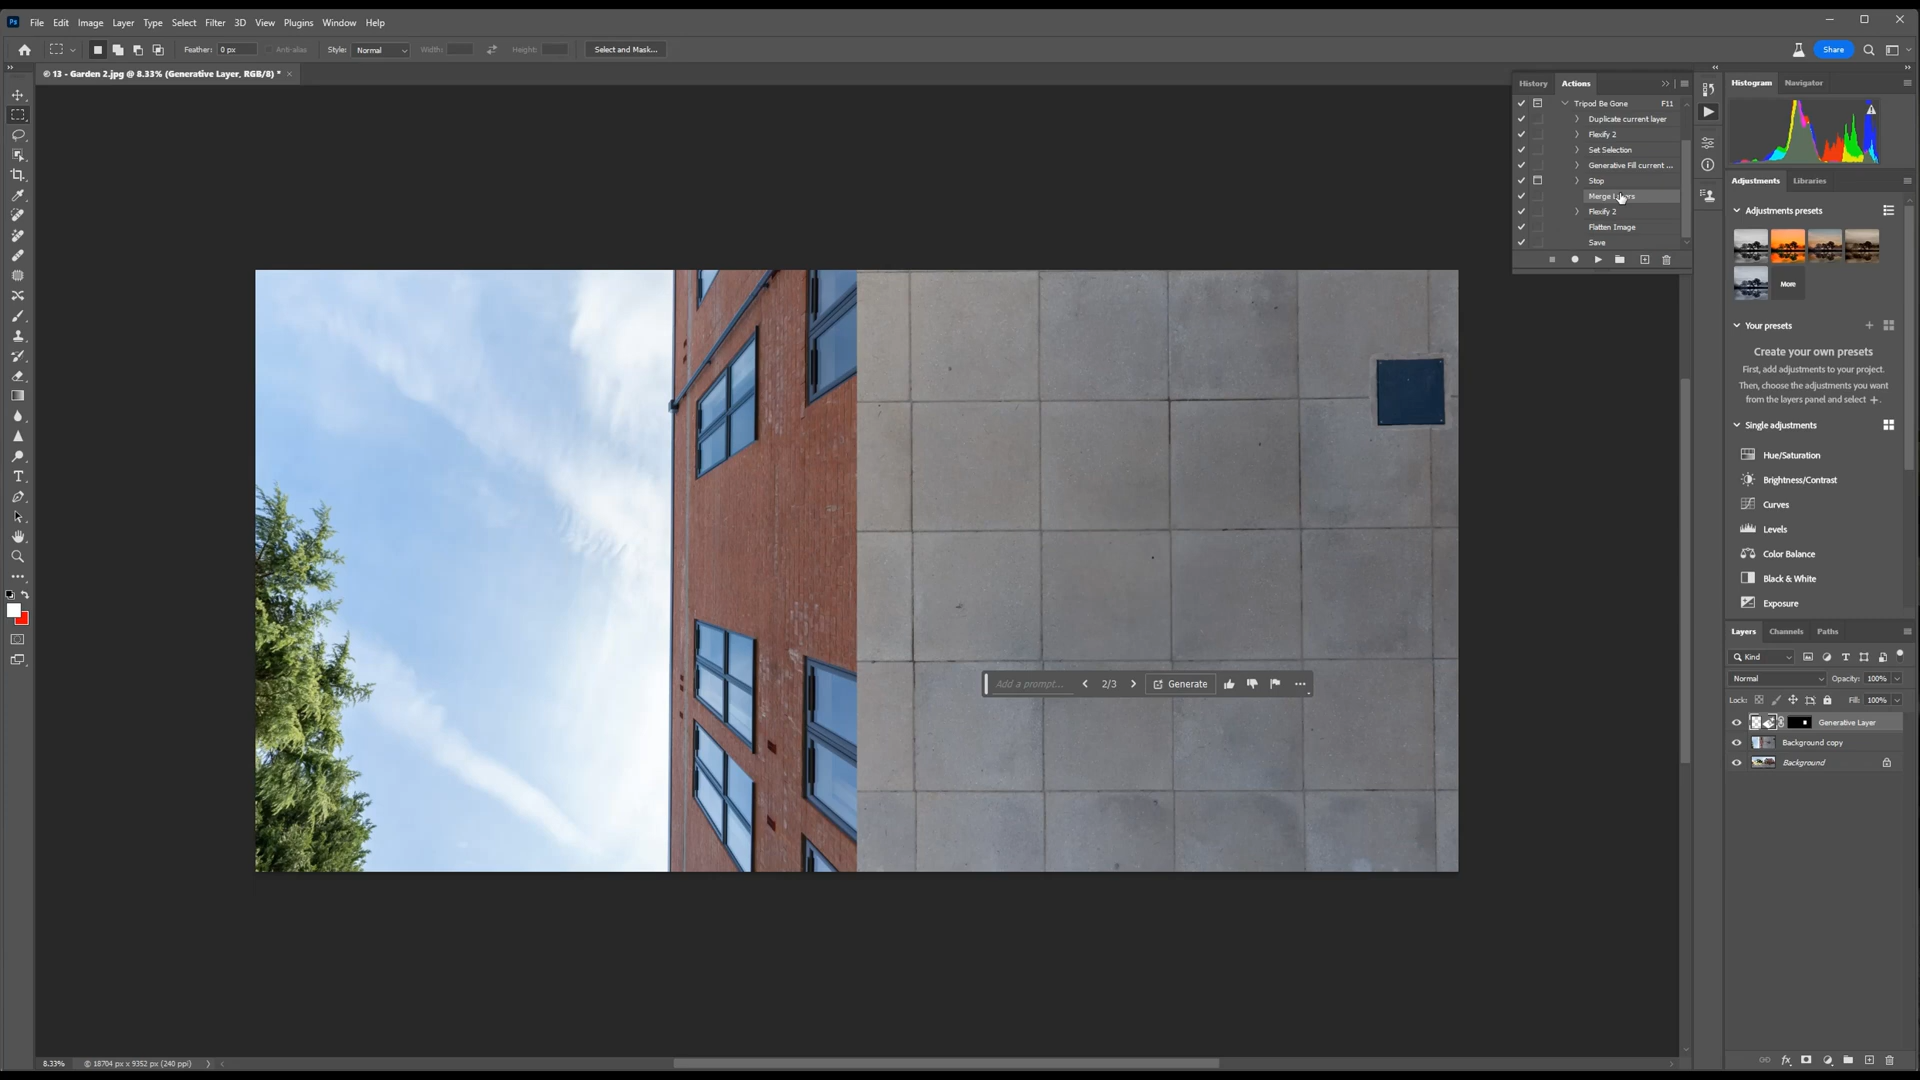 Ps File Edit Image Layer Type Select Filter 3D View Plugins Window Help
Feather: 0 px Anti-alias Style: Normal Width: Height: Select and Mask... Share
© 13 - Garden 2.jpg @ 8.33% (Generative Layer, RGB/8) *
History Actions
Tripod Be Gone F11
Duplicate current layer
Flexify 2
Set Selection
Generative Fill current ...
Stop
Flexify 2
Flatten Image
Save
Histogram Navigator
Adjustments Libraries
Adjustments presets
More
Your presets
Create your own presets
First, add adjustments to your project.
Then, choose the adjustments you want
from the layers panel and select +.
Single adjustments
Hue/Saturation
Brightness/Contrast
Curves
Levels
Color Balance
Black & White
Exposure
Add a prompt... 2/3 Generate
Layers Channels Paths
Kind
Normal Opacity: 100%
Lock: Fill: 100%
Generative Layer
Background copy
Background
8.33% © 18704 px x 9352 px (240 ppi)